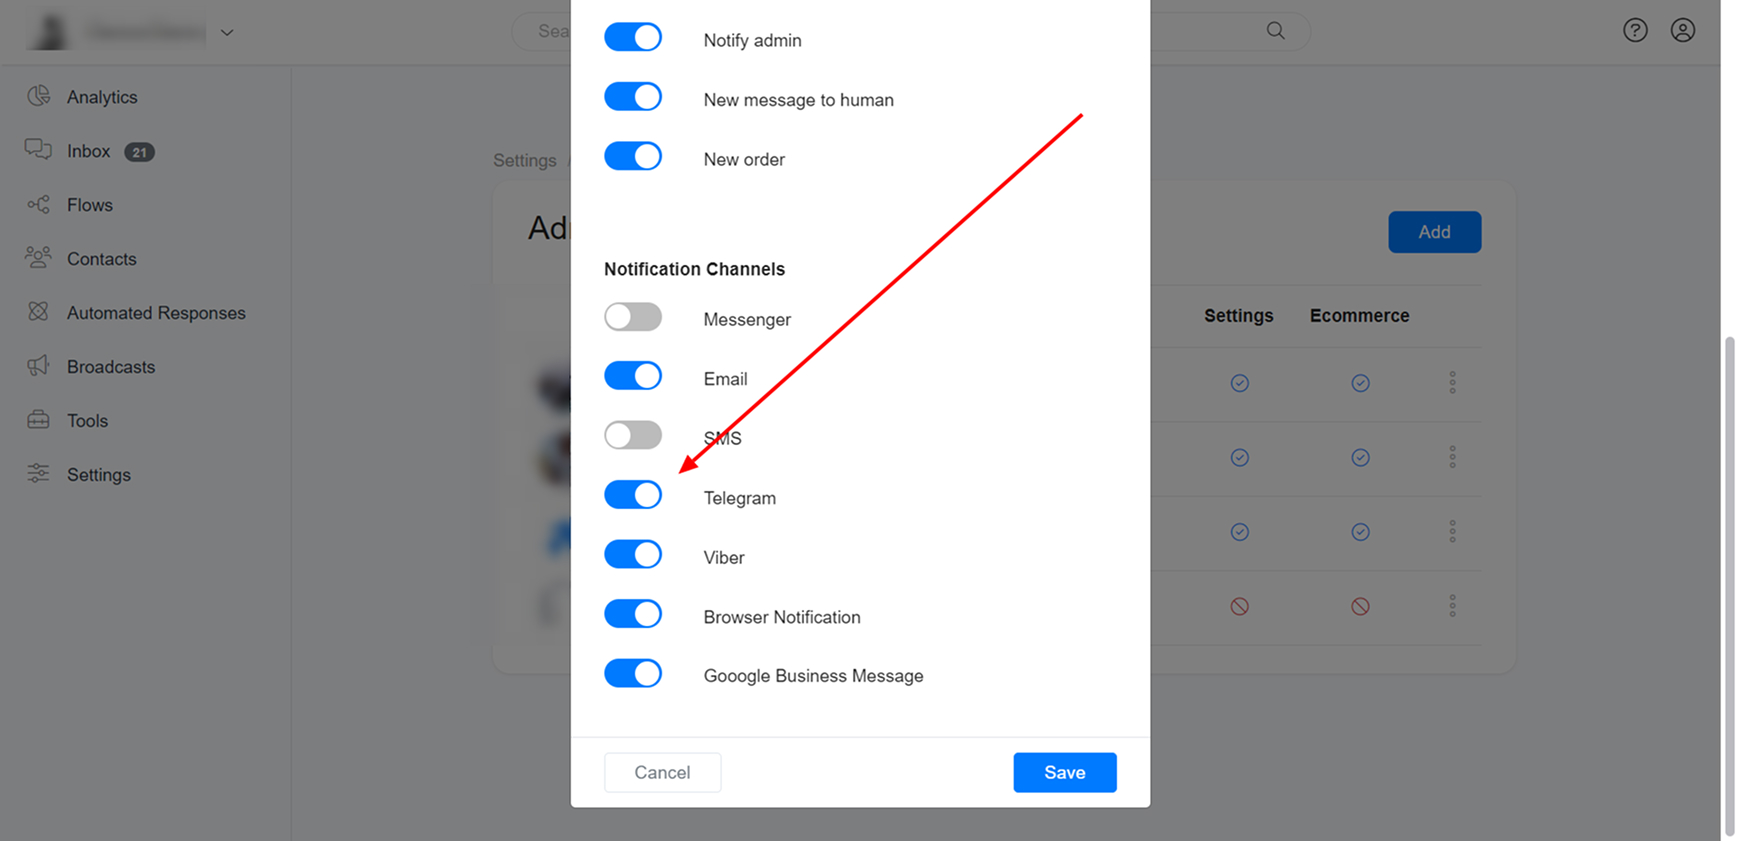 Sea
Analytics
Inbox 21
Flows
Contacts
Automated Responses
Broadcasts
Tools
Settings
Settings /
Ad
Add
Settings Ecommerce
Notify admin
New message to human
New order
Notification Channels
Messenger
Email
SMS
Telegram
Viber
Browser Notification
Gooogle Business Message
Cancel
Save